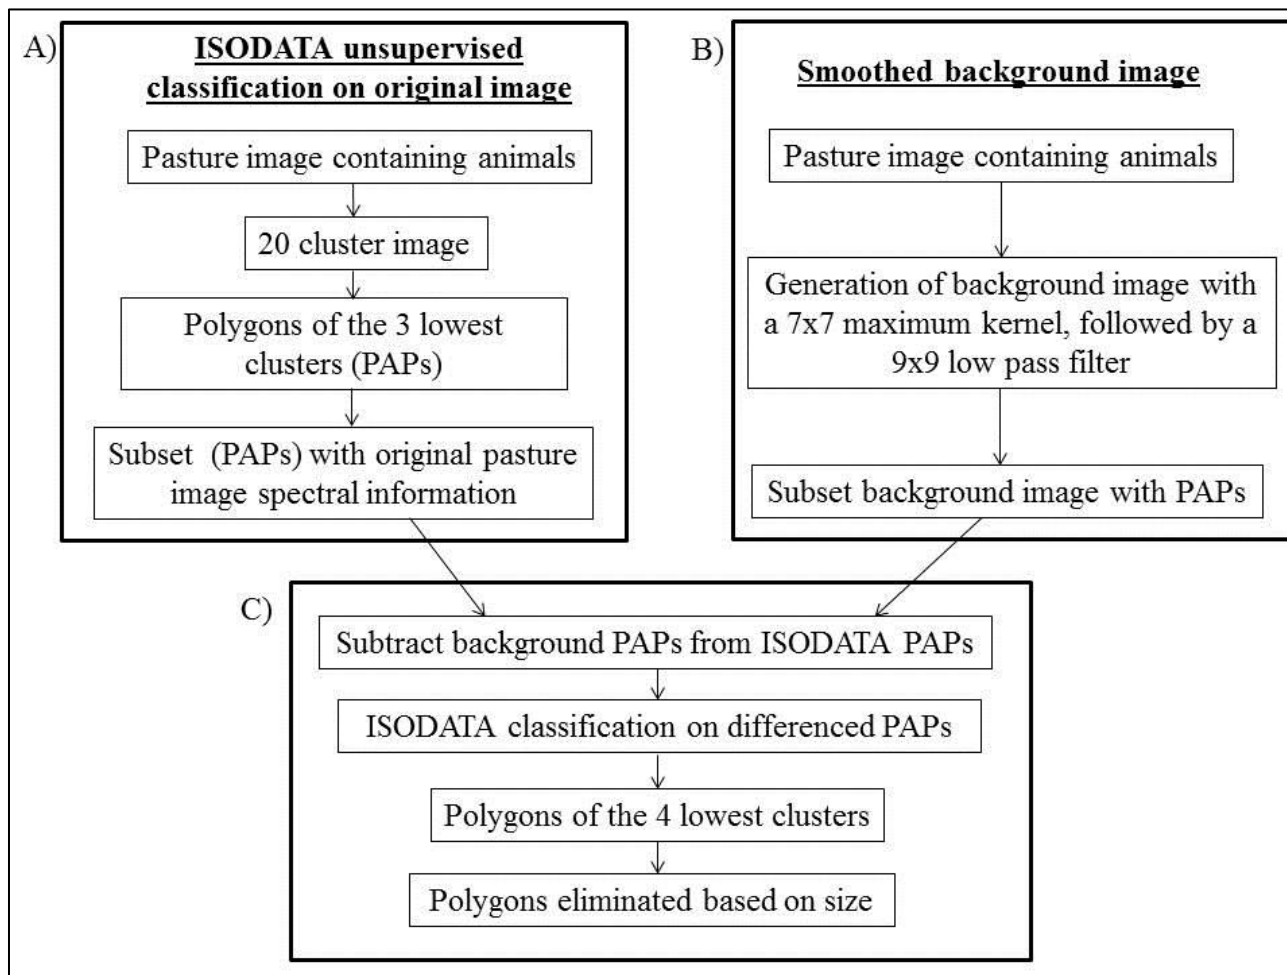 A)
ISODATA unsupervised
classification on original image
Pasture image containing animals
20 cluster image
Polygons of the 3 lowest
clusters (PAPs)
Subset (PAPs) with original pasture
image spectral information
B)
Smoothed background image
Pasture image containing animals
Generation of background image with
a 7x7 maximum kernel, followed by a
9x9 low pass filter
Subset background image with PAPs
C)
Subtract background PAPs from ISODATA PAPs
ISODATA classification on differenced PAPs
Polygons of the 4 lowest clusters
Polygons eliminated based on size